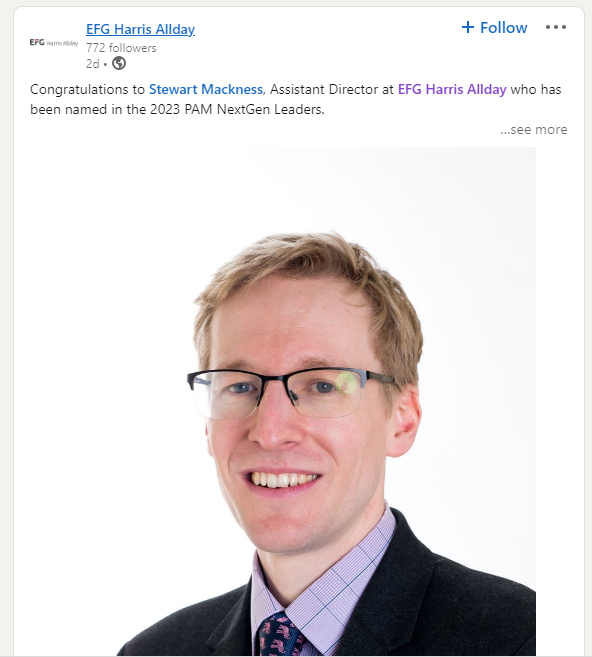 EFG Harris Allday
+ Follow
EFG Harris Allday
772 followers
2d •
Congratulations to Stewart Mackness, Assistant Director at EFG Harris Allday who has
been named in the 2023 PAM NextGen Leaders.
...see more